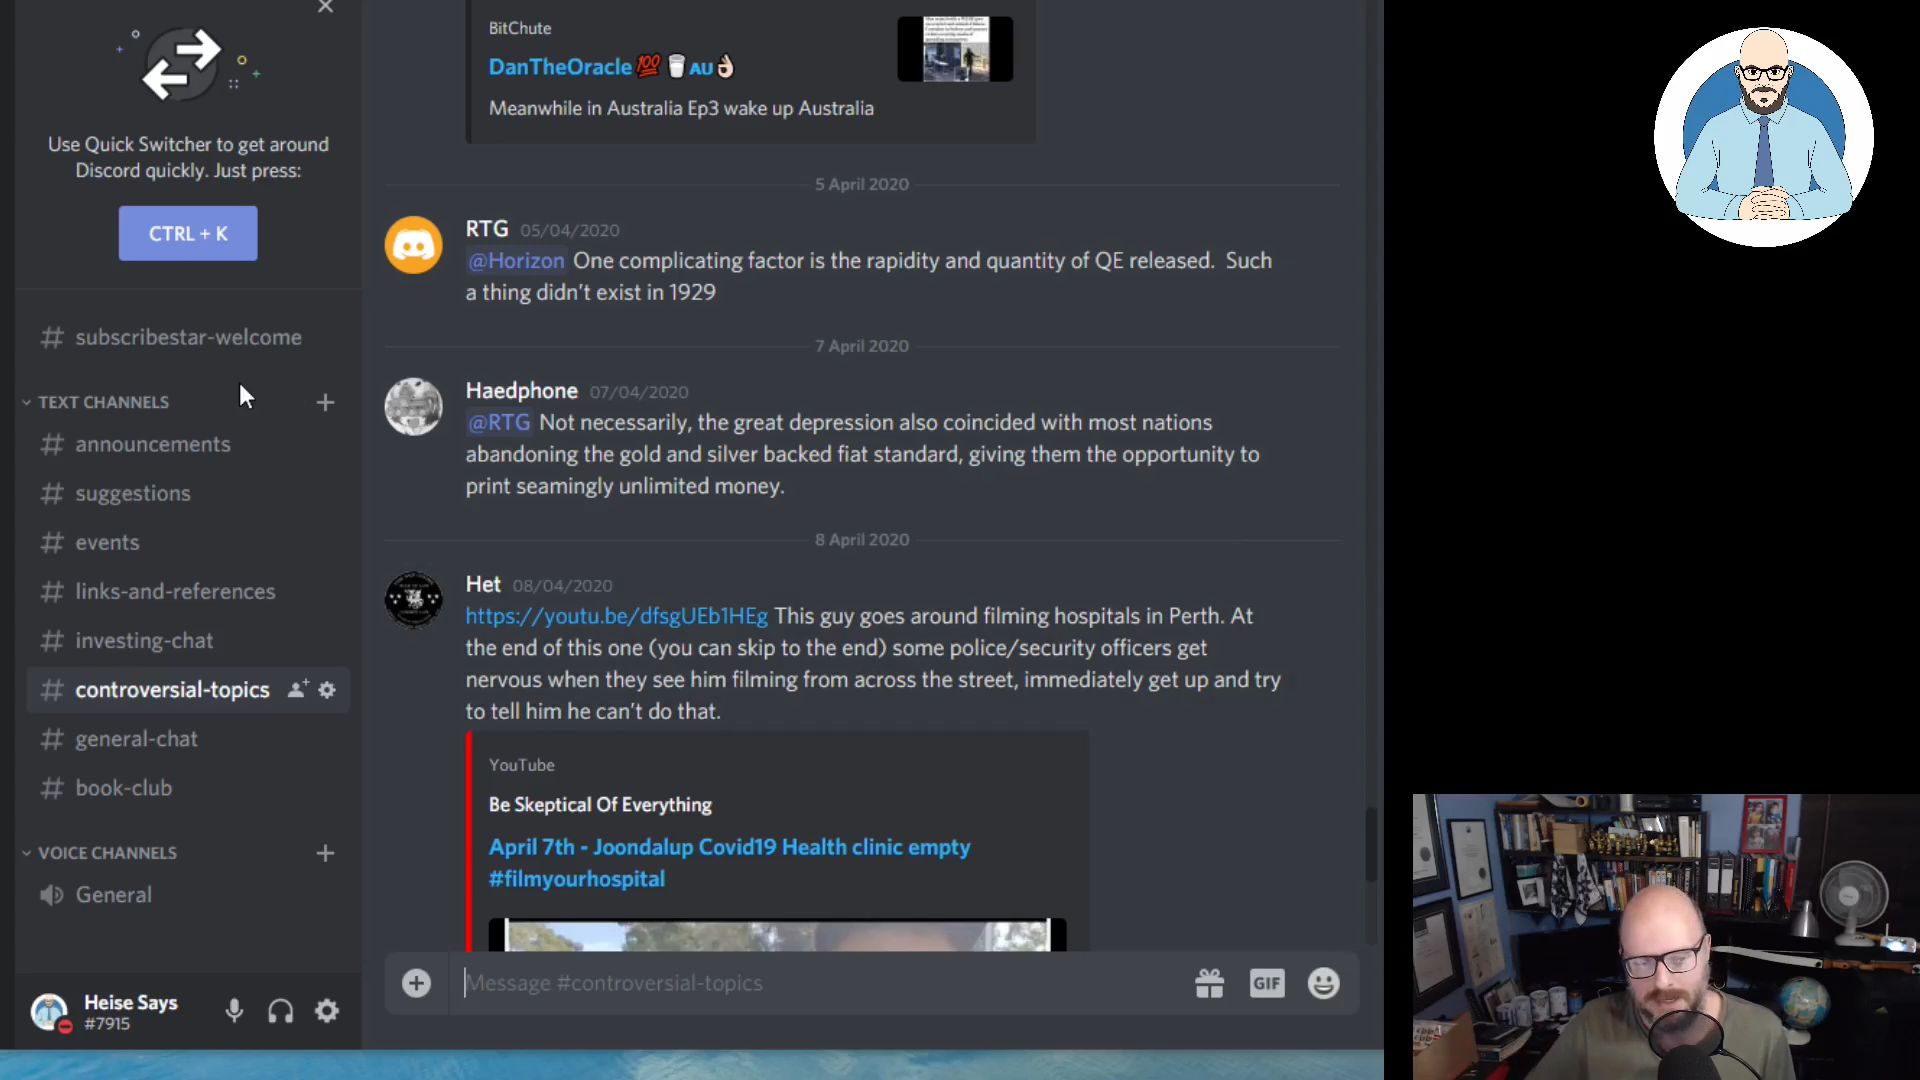 Use Quick Switcher to get around
Discord quickly. Just press:
CTRL + K
subscribestar-welcome
TEXT CHANNELS
announcements
suggestions
events
links-and-references
investing-chat
controversial-topics
general-chat
book-club
VOICE CHANNELS
General
Heise Says
#7915
BitChute
DanTheOracle💯🥛AU👌🏻
Meanwhile in Australia Ep3 wake up Australia
5 April 2020
RTG 05/04/2020
@Horizon One complicating factor is the rapidity and quantity of QE released. Such
a thing didn't exist in 1929
7 April 2020
Haedphone 07/04/2020
@RTG Not necessarily, the great depression also coincided with most nations
abandoning the gold and silver backed fiat standard, giving them the opportunity to
print seamingly unlimited money.
8 April 2020
Het 08/04/2020
https://youtu.be/dfsgUEb1HEg This guy goes around filming hospitals in Perth. At
the end of this one (you can skip to the end) some police/security officers get
nervous when they see him filming from across the street, immediately get up and try
to tell him he can't do that.
YouTube
Be Skeptical Of Everything
April 7th - Joondalup Covid19 Health clinic empty
#filmyourhospital
Message #controversial-topics
GIF